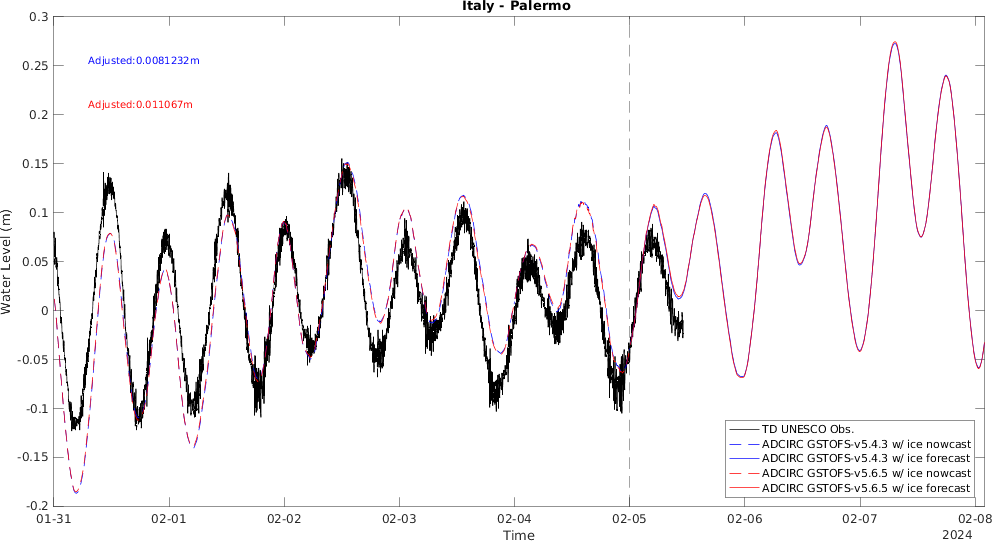 Italy - Palermo
0.3
0.25
0.2
0.15
0.1
0.05
0
-0.05
-0.1
-0.15
-0.2
Water Level (m)
Adjusted:0.0081232m
Adjusted:0.011067m
TD UNESCO Obs.
ADCIRC GSTOFS-v5.4.3 w/ ice nowcast
ADCIRC GSTOFS-v5.4.3 w/ ice forecast
ADCIRC GSTOFS-v5.6.5 w/ ice nowcast
ADCIRC GSTOFS-v5.6.5 w/ ice forecast
01-31 02-01 02-02 02-03 02-04 02-05 02-06 02-07 02-08
Time
2024